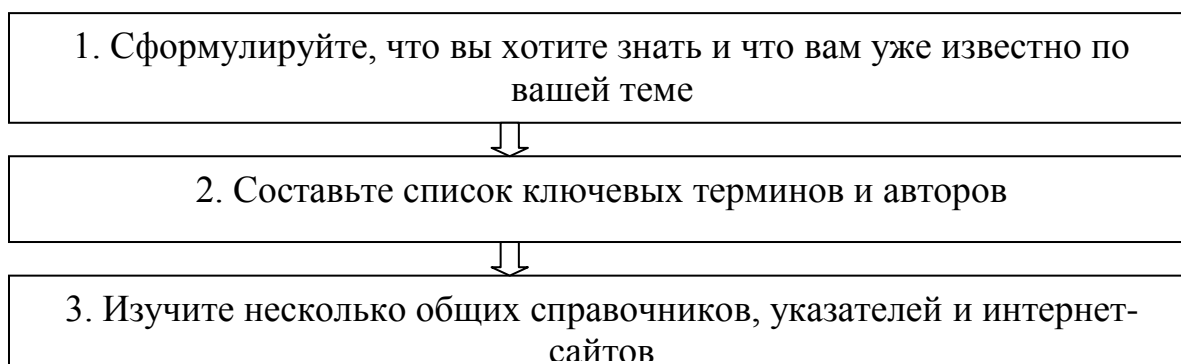 1. Сформулируйте, что вы хотите знать и что вам уже известно по
вашей теме
2. Составьте список ключевых терминов и авторов
3. Изучите несколько общих справочников, указателей и интернет-
сайтов